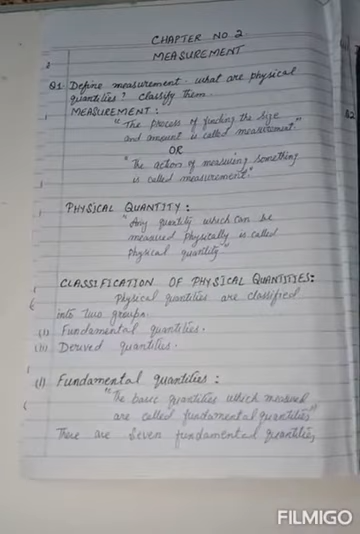 CHAPTER NO. 2
MEASUREMENT
Q1. Define measurement. what are physical
quantities? classify them.
MEASUREMENT:
"The process of finding the size
and amount is called measurement."
OR
"The action of measuring something
is called measurement."
PHYSICAL QUANTITY:
"Any quantity which can be
measured physically is called
physical quantity"
CLASSIFICATION OF PHYSICAL QUANTITIES:
Physical quantities are classified
into two groups.
(i) Fundamental quantities.
(ii) Derived quantities.
(i) Fundamental quantities:
"The basic quantities which measured
are called fundamental quantities"
There are seven fundamental quantities,
FILMIGO